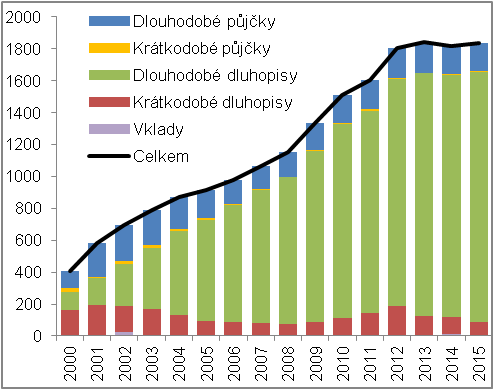 2000
1800
1600
1400
1200
1000
800
600
400
200
0
Dlouhodobé půjčky
Krátkodobé půjčky
Dlouhodobé dluhopisy
Krátkodobé dluhopisy
Vklady
Celkem
2000 2001 2002 2003 2004 2005 2006 2007 2008 2009 2010 2011 2012 2013 2014 2015